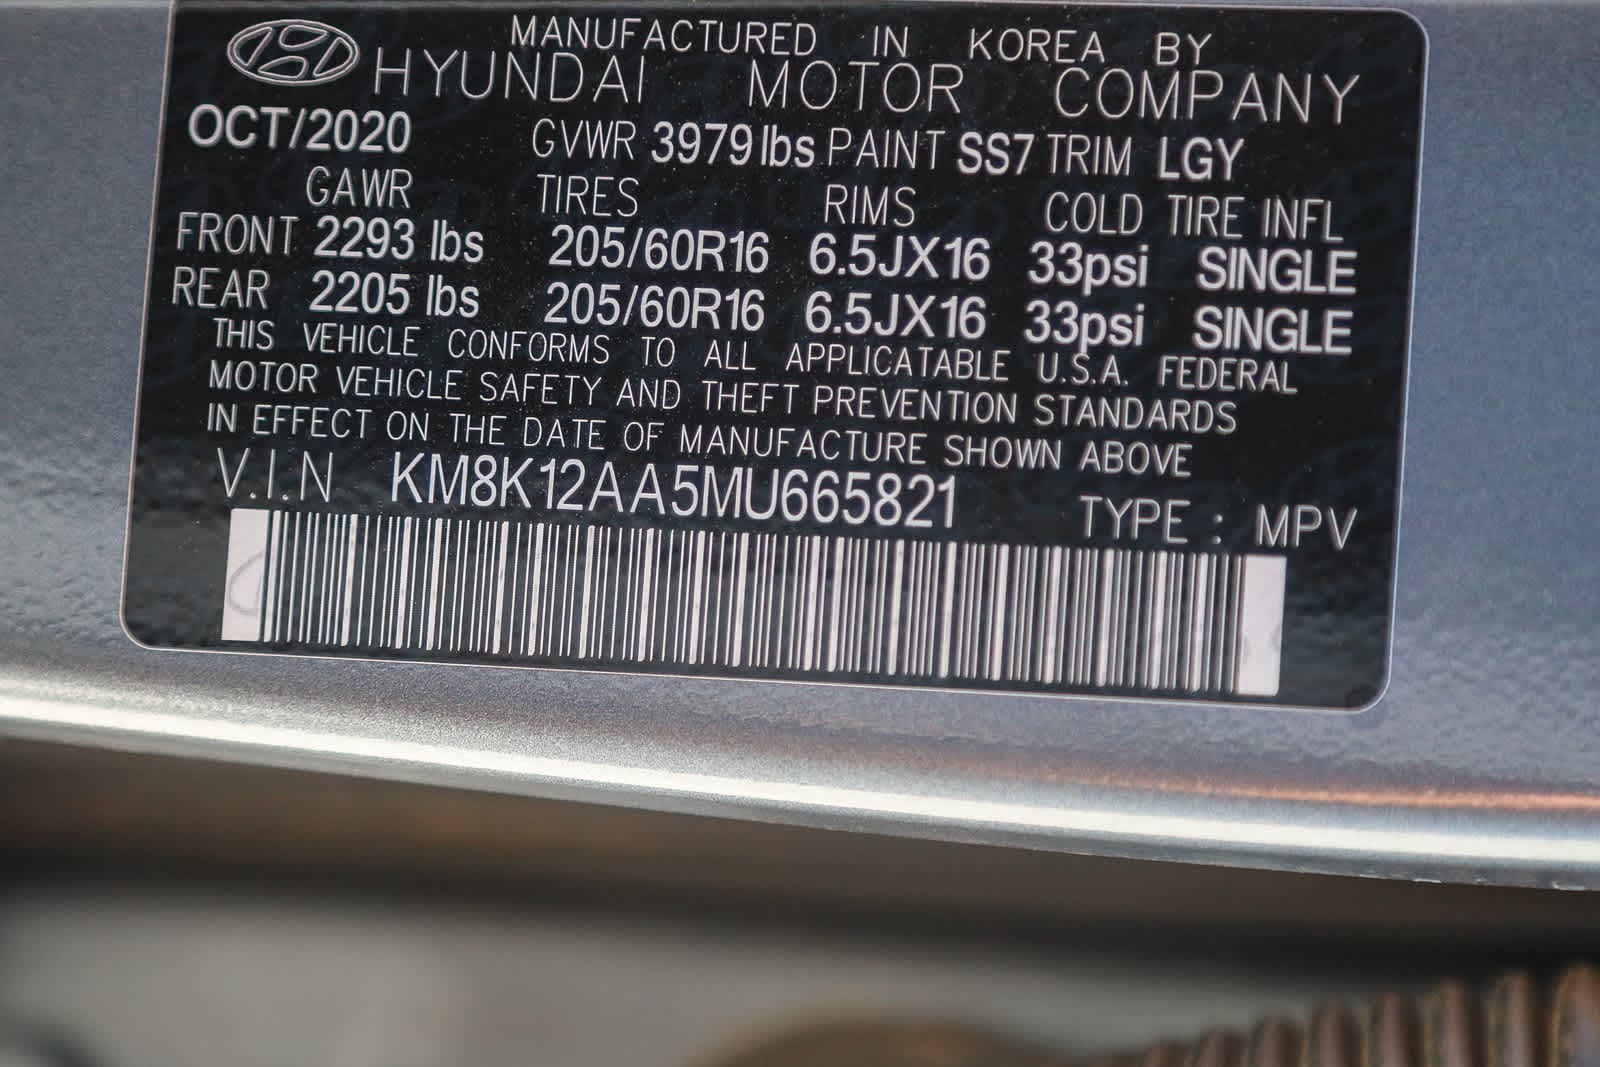 MANUFACTURED IN KOREA BY
HYUNDAI MOTOR COMPANY
OCT/2020 GVWR 3979lbs PAINT SS7 TRIM LGY
GAWR TIRES RIMS COLD TIRE INFL
FRONT 2293 lbs 205/60R16 6.5JX16 33psi SINGLE
REAR 2205 lbs 205/60R16 6.5JX16 33psi SINGLE
THIS VEHICLE CONFORMS TO ALL APPLICATABLE U.S.A. FEDERAL
MOTOR VEHICLE SAFETY AND THEFT PREVENTION STANDARDS
IN EFFECT ON THE DATE OF MANUFACTURE SHOWN ABOVE
V.I.N KM8K12AA5MU665821 TYPE : MPV